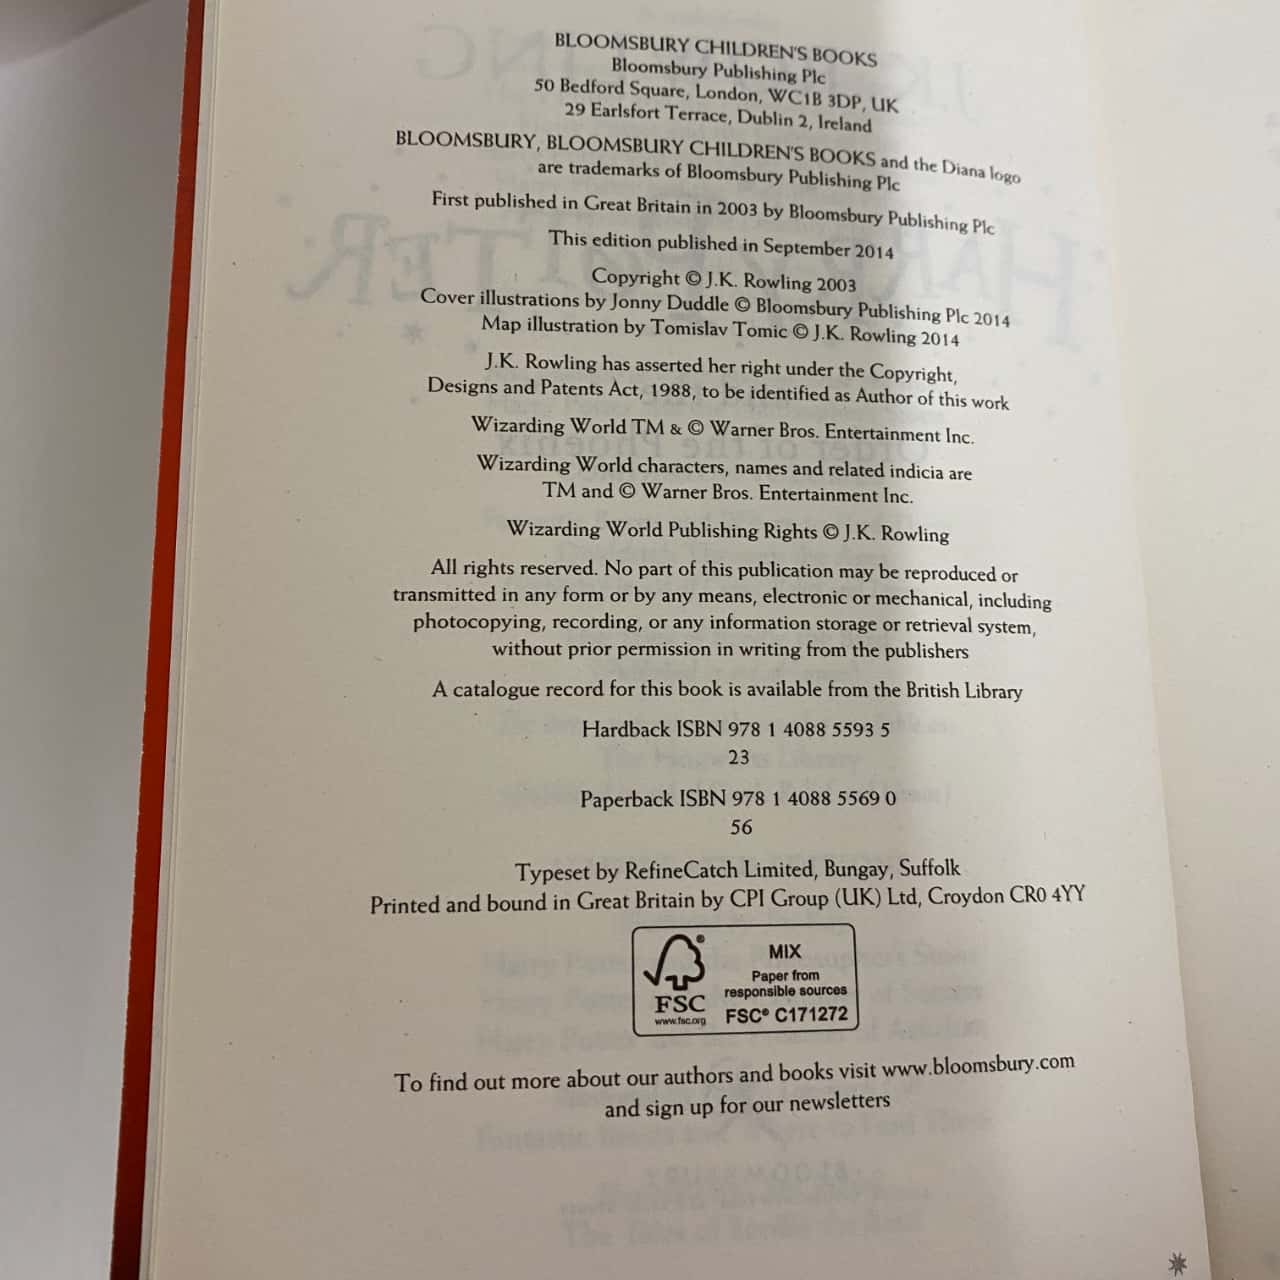 BLOOMSBURY CHILDREN'S BOOKS
Bloomsbury Publishing Plc
50 Bedford Square, London, WC1B 3DP, UK
29 Earlsfort Terrace, Dublin 2, Ireland
BLOOMSBURY, BLOOMSBURY CHILDREN'S BOOKS and the Diana logo
are trademarks of Bloomsbury Publishing Plc
First published in Great Britain in 2003 by Bloomsbury Publishing Plc
This edition published in September 2014
Copyright © J.K. Rowling 2003
Cover illustrations by Jonny Duddle © Bloomsbury Publishing Plc 2014
Map illustration by Tomislav Tomic © J.K. Rowling 2014
J.K. Rowling has asserted her right under the Copyright,
Designs and Patents Act, 1988, to be identified as Author of this work
Wizarding World TM & © Warner Bros. Entertainment Inc.
Wizarding World characters, names and related indicia are
TM and © Warner Bros. Entertainment Inc.
Wizarding World Publishing Rights © J.K. Rowling
All rights reserved. No part of this publication may be reproduced or
transmitted in any form or by any means, electronic or mechanical, including
photocopying, recording, or any information storage or retrieval system,
without prior permission in writing from the publishers
A catalogue record for this book is available from the British Library
Hardback ISBN 978 1 4088 5593 5
23
Paperback ISBN 978 1 4088 5569 0
56
Typeset by RefineCatch Limited, Bungay, Suffolk
Printed and bound in Great Britain by CPI Group (UK) Ltd, Croydon CR0 4YY
®
FSC
www.fsc.org
MIX
Paper from
responsible sources
FSC® C171272
To find out more about our authors and books visit www.bloomsbury.com
and sign up for our newsletters